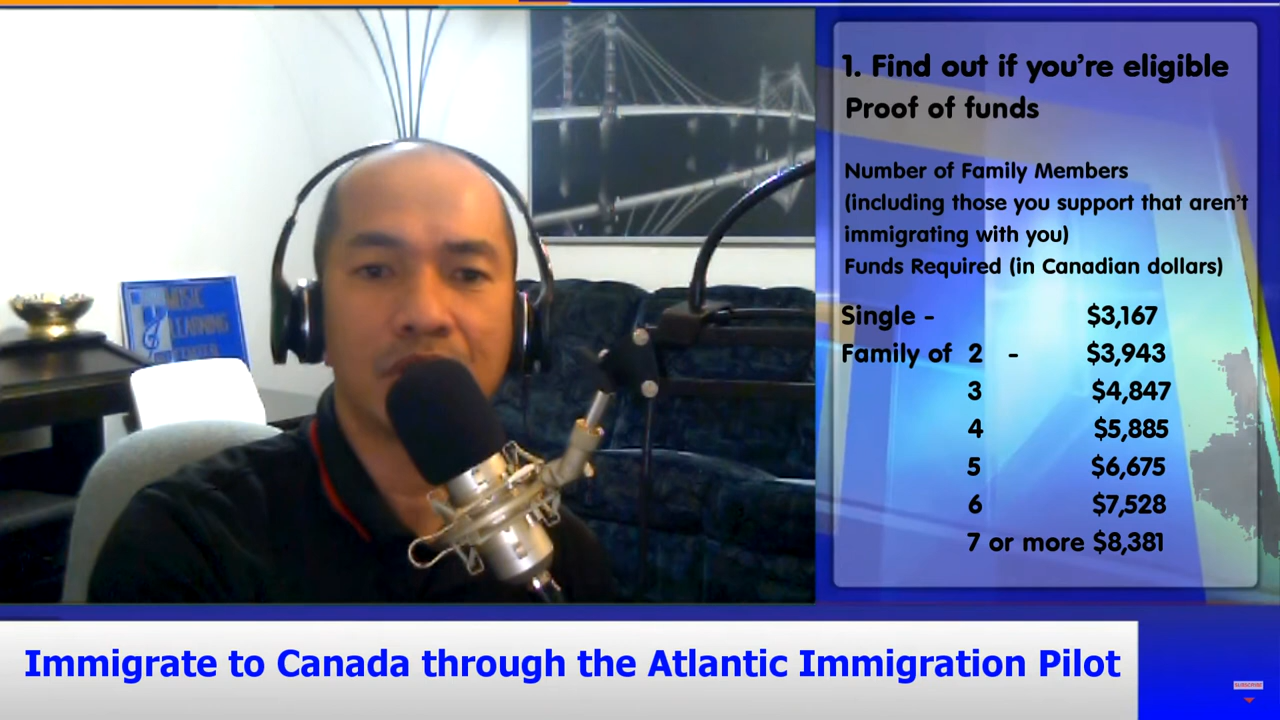 1. Find out if you're eligible
Proof of funds
Number of Family Members
(including those you support that aren't
immigrating with you)
Funds Required (in Canadian dollars)
Single - $3,167
Family of 2 - $3,943
3 $4,847
4 $5,885
5 $6,675
6 $7,528
7 or more $8,381
MUSIC
LEARNING
Immigrate to Canada through the Atlantic Immigration Pilot
SUBSCRIBE